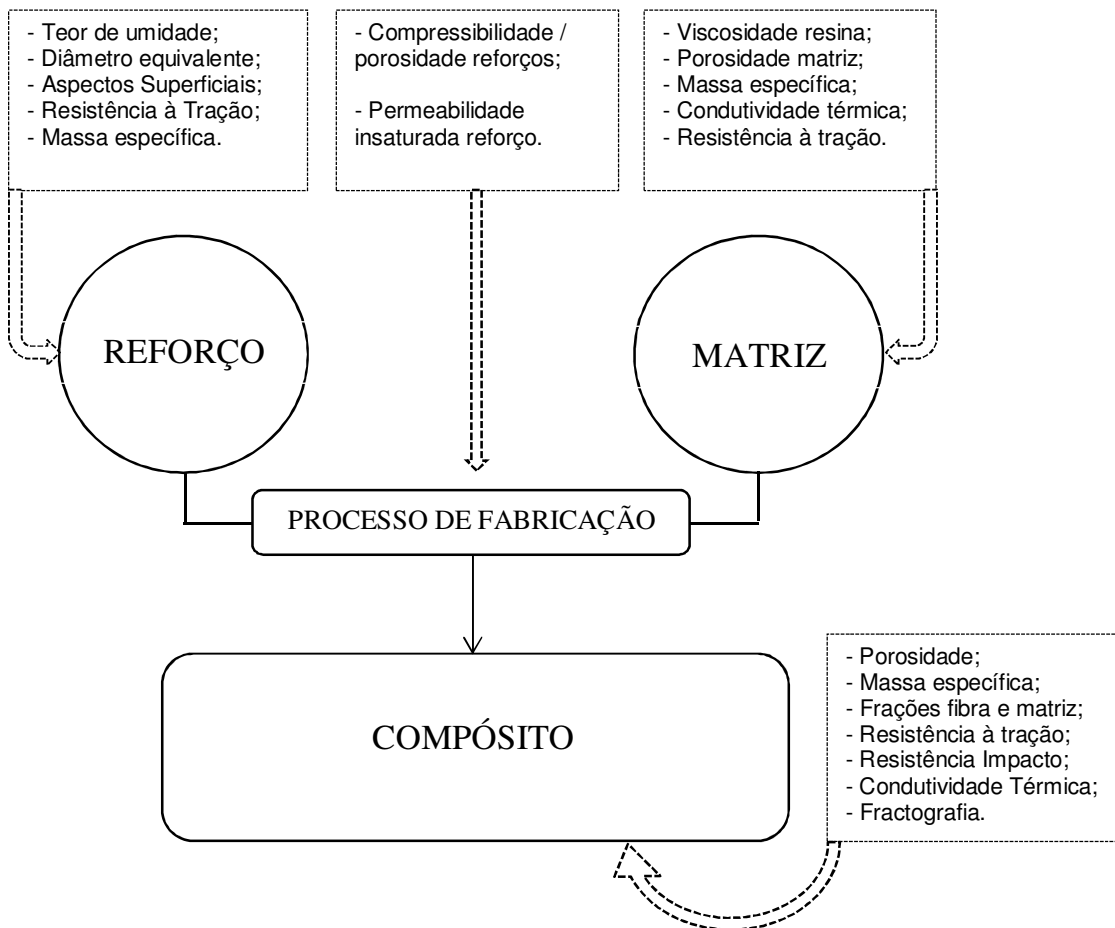 - Teor de umidade;
- Diâmetro equivalente;
- Aspectos Superficiais;
- Resistência à Tração;
- Massa específica.
- Compressibilidade /
porosidade reforços;
- Permeabilidade
insaturada reforço.
- Viscosidade resina;
- Porosidade matriz;
- Massa específica;
- Condutividade térmica;
- Resistência à tração.
REFORÇO
MATRIZ
PROCESSO DE FABRICAÇÃO
COMPÓSITO
- Porosidade;
- Massa específica;
- Frações fibra e matriz;
- Resistência à tração;
- Resistência Impacto;
- Condutividade Térmica;
- Fractografia.